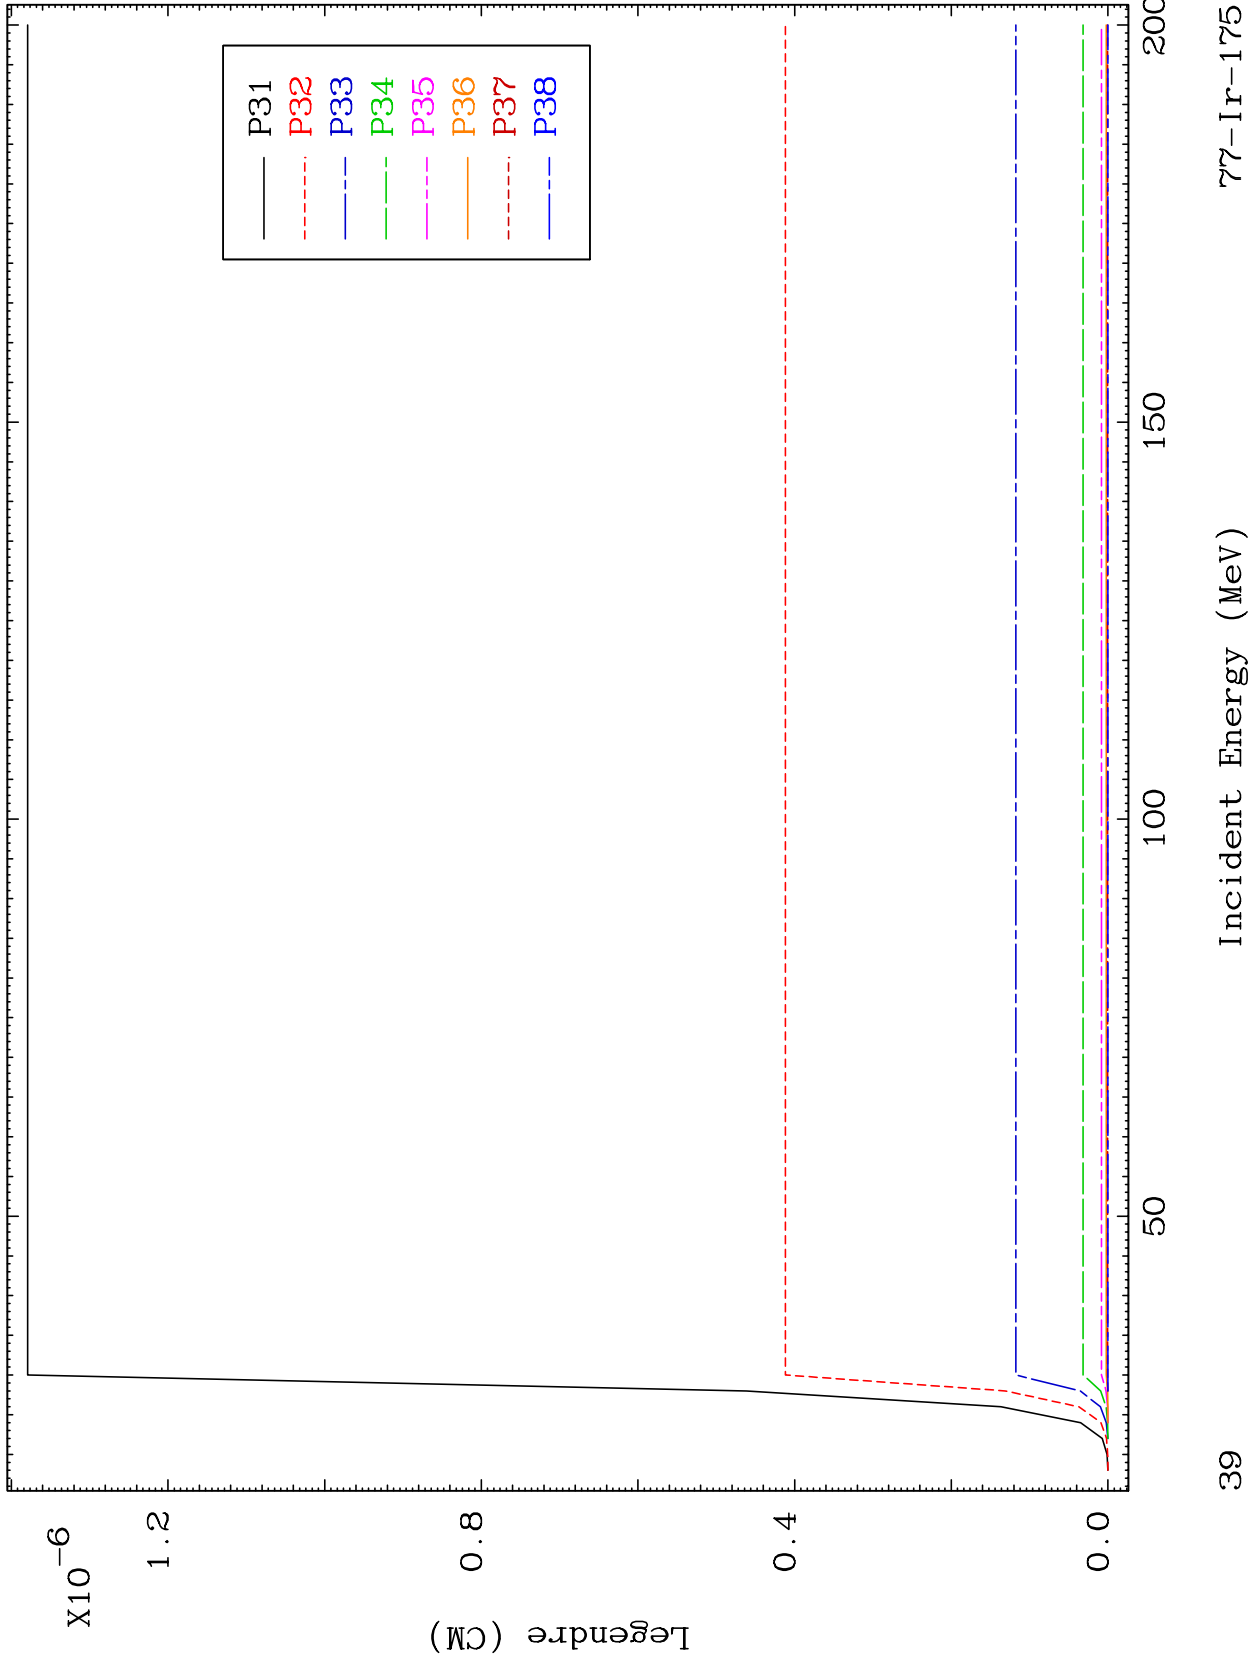 X10⁻⁶
1.2
0.8
0.4
0.0
Legendre (CM)
P31
P32
P33
P34
P35
P36
P37
P38
50
100
150
200
Incident Energy (MeV)
39
77-Ir-175